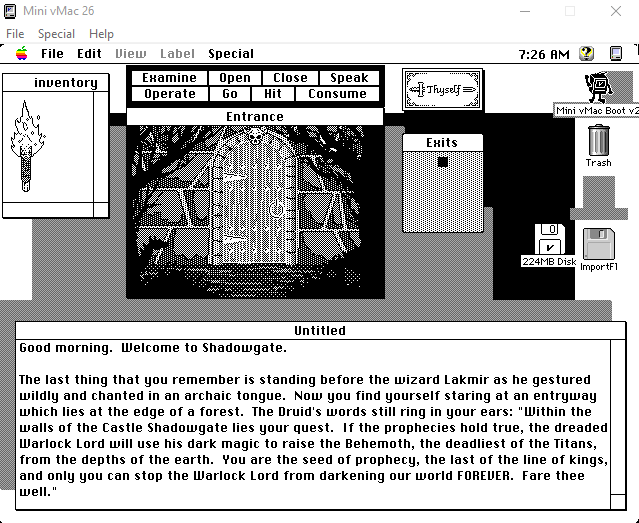 Mini vMac 26
File Special Help
File Edit View Label Special 7:26 AM
inventory
Examine Open Close Speak
Operate Go Hit Consume
Thyself
Entrance
Exits
Mini vMac Boot v2
Trash
0
224MB Disk
ImportFl
Untitled
Good morning. Welcome to Shadowgate.
The last thing that you remember is standing before the wizard Lakmir as he gestured
wildly and chanted in an archaic tongue. Now you find yourself staring at an entryway
which lies at the edge of a forest. The Druid's words still ring in your ears: "Within the
walls of the Castle Shadowgate lies your quest. If the prophecies hold true, the dreaded
Warlock Lord will use his dark magic to raise the Behemoth, the deadliest of the Titans,
from the depths of the earth. You are the seed of prophecy, the last of the line of kings,
and only you can stop the Warlock Lord from darkening our world FOREVER. Fare thee
well."